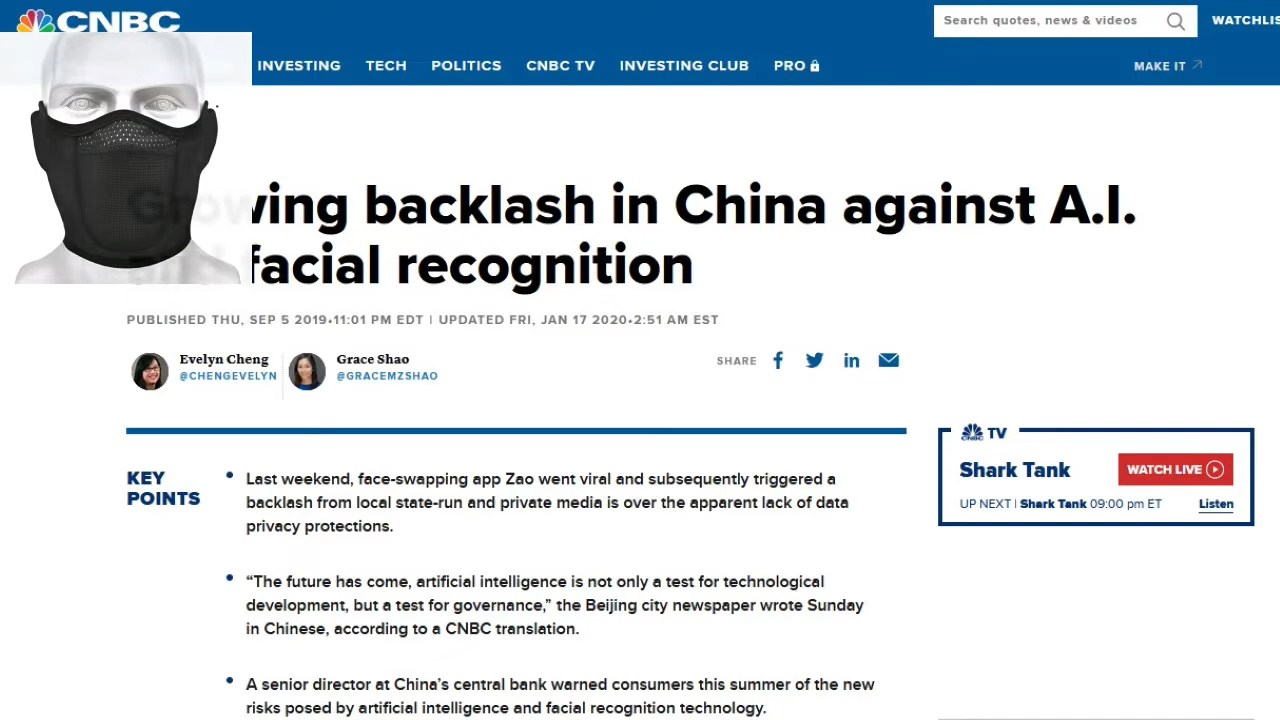 CNBC
Search quotes, news & videos
WATCHLIS
INVESTING TECH POLITICS CNBC TV INVESTING CLUB PRO
MAKE IT
Growing backlash in China against A.I.
facial recognition
PUBLISHED THU, SEP 5 2019•11:01 PM EDT | UPDATED FRI, JAN 17 2020•2:51 AM EST
Evelyn Cheng
@CHENGEVELYN
Grace Shao
@GRACEMZSHAO
SHARE
KEY
POINTS
Last weekend, face-swapping app Zao went viral and subsequently triggered a
backlash from local state-run and private media is over the apparent lack of data
privacy protections.
“The future has come, artificial intelligence is not only a test for technological
development, but a test for governance,” the Beijing city newspaper wrote Sunday
in Chinese, according to a CNBC translation.
A senior director at China’s central bank warned consumers this summer of the new
risks posed by artificial intelligence and facial recognition technology.
CNBC TV
Shark Tank
WATCH LIVE
UP NEXT | Shark Tank 09:00 pm ET
Listen